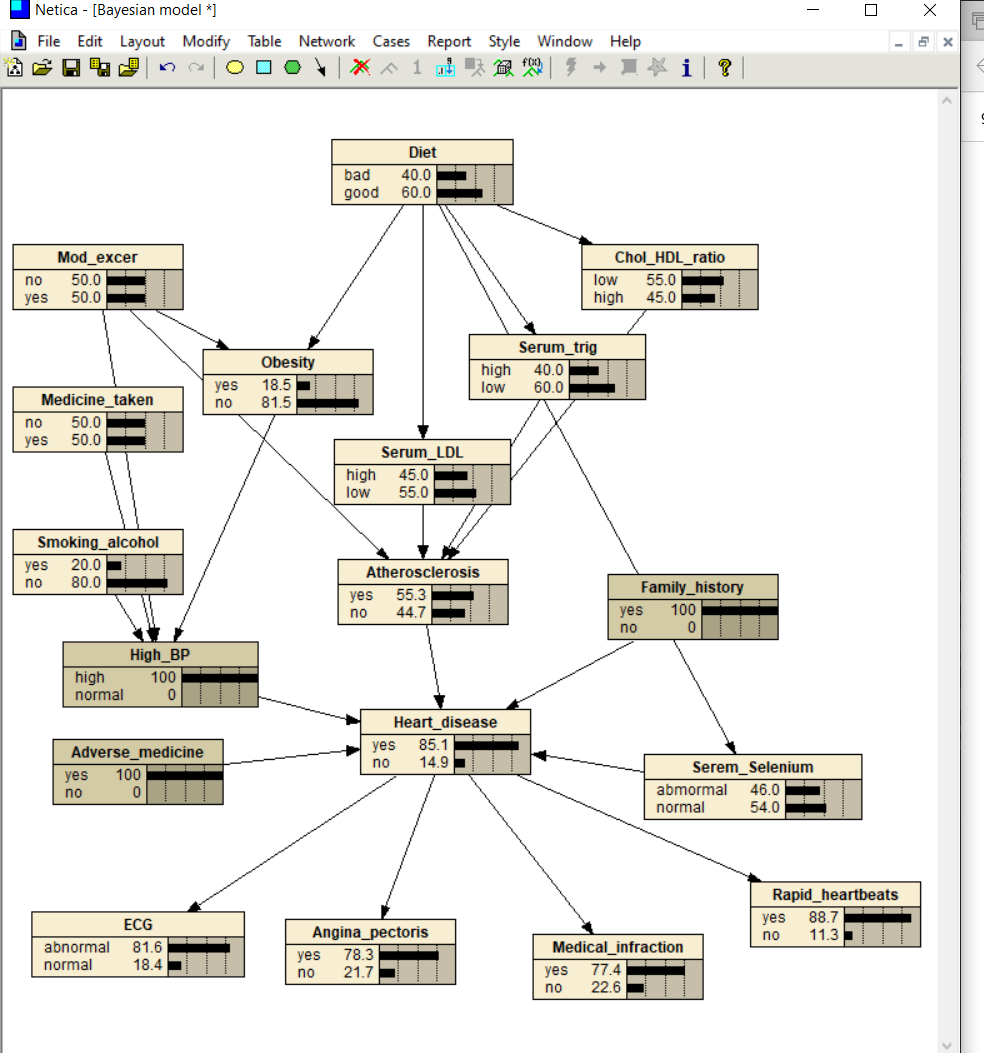 Netica - [Bayesian model *]
File Edit Layout Modify Table Network Cases Report Style Window Help
Diet
bad 40.0
good 60.0
Mod_excer
no 50.0
yes 50.0
Chol_HDL_ratio
low 55.0
high 45.0
Serum_trig
high 40.0
low 60.0
Obesity
yes 18.5
no 81.5
Medicine_taken
no 50.0
yes 50.0
Serum_LDL
high 45.0
low 55.0
Smoking_alcohol
yes 20.0
no 80.0
Atherosclerosis
yes 55.3
no 44.7
Family_history
yes 100
no 0
High_BP
high 100
normal 0
Heart_disease
yes 85.1
no 14.9
Adverse_medicine
yes 100
no 0
Serem_Selenium
abmormal 46.0
normal 54.0
Rapid_heartbeats
yes 88.7
no 11.3
ECG
abnormal 81.6
normal 18.4
Angina_pectoris
yes 78.3
no 21.7
Medical_infraction
yes 77.4
no 22.6